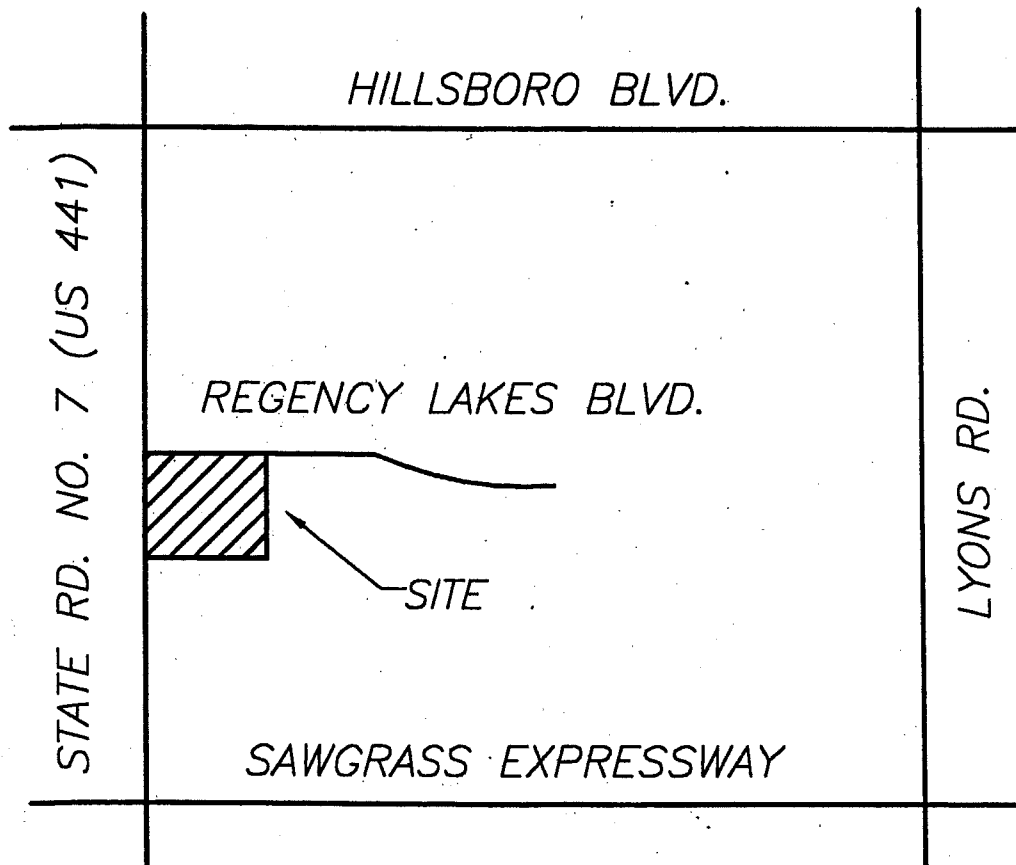 HILLSBORO BLVD.
STATE RD. NO. 7 (US 441)
REGENCY LAKES BLVD.
LYONS RD.
SITE
SAWGRASS EXPRESSWAY